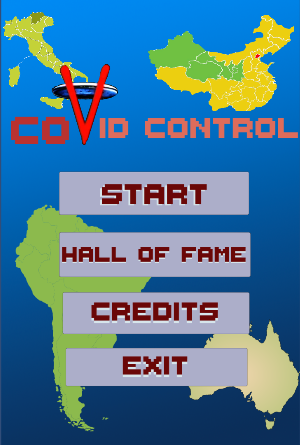 COVID CONTROL
START
HALL OF FAME
CREDITS
EXIT